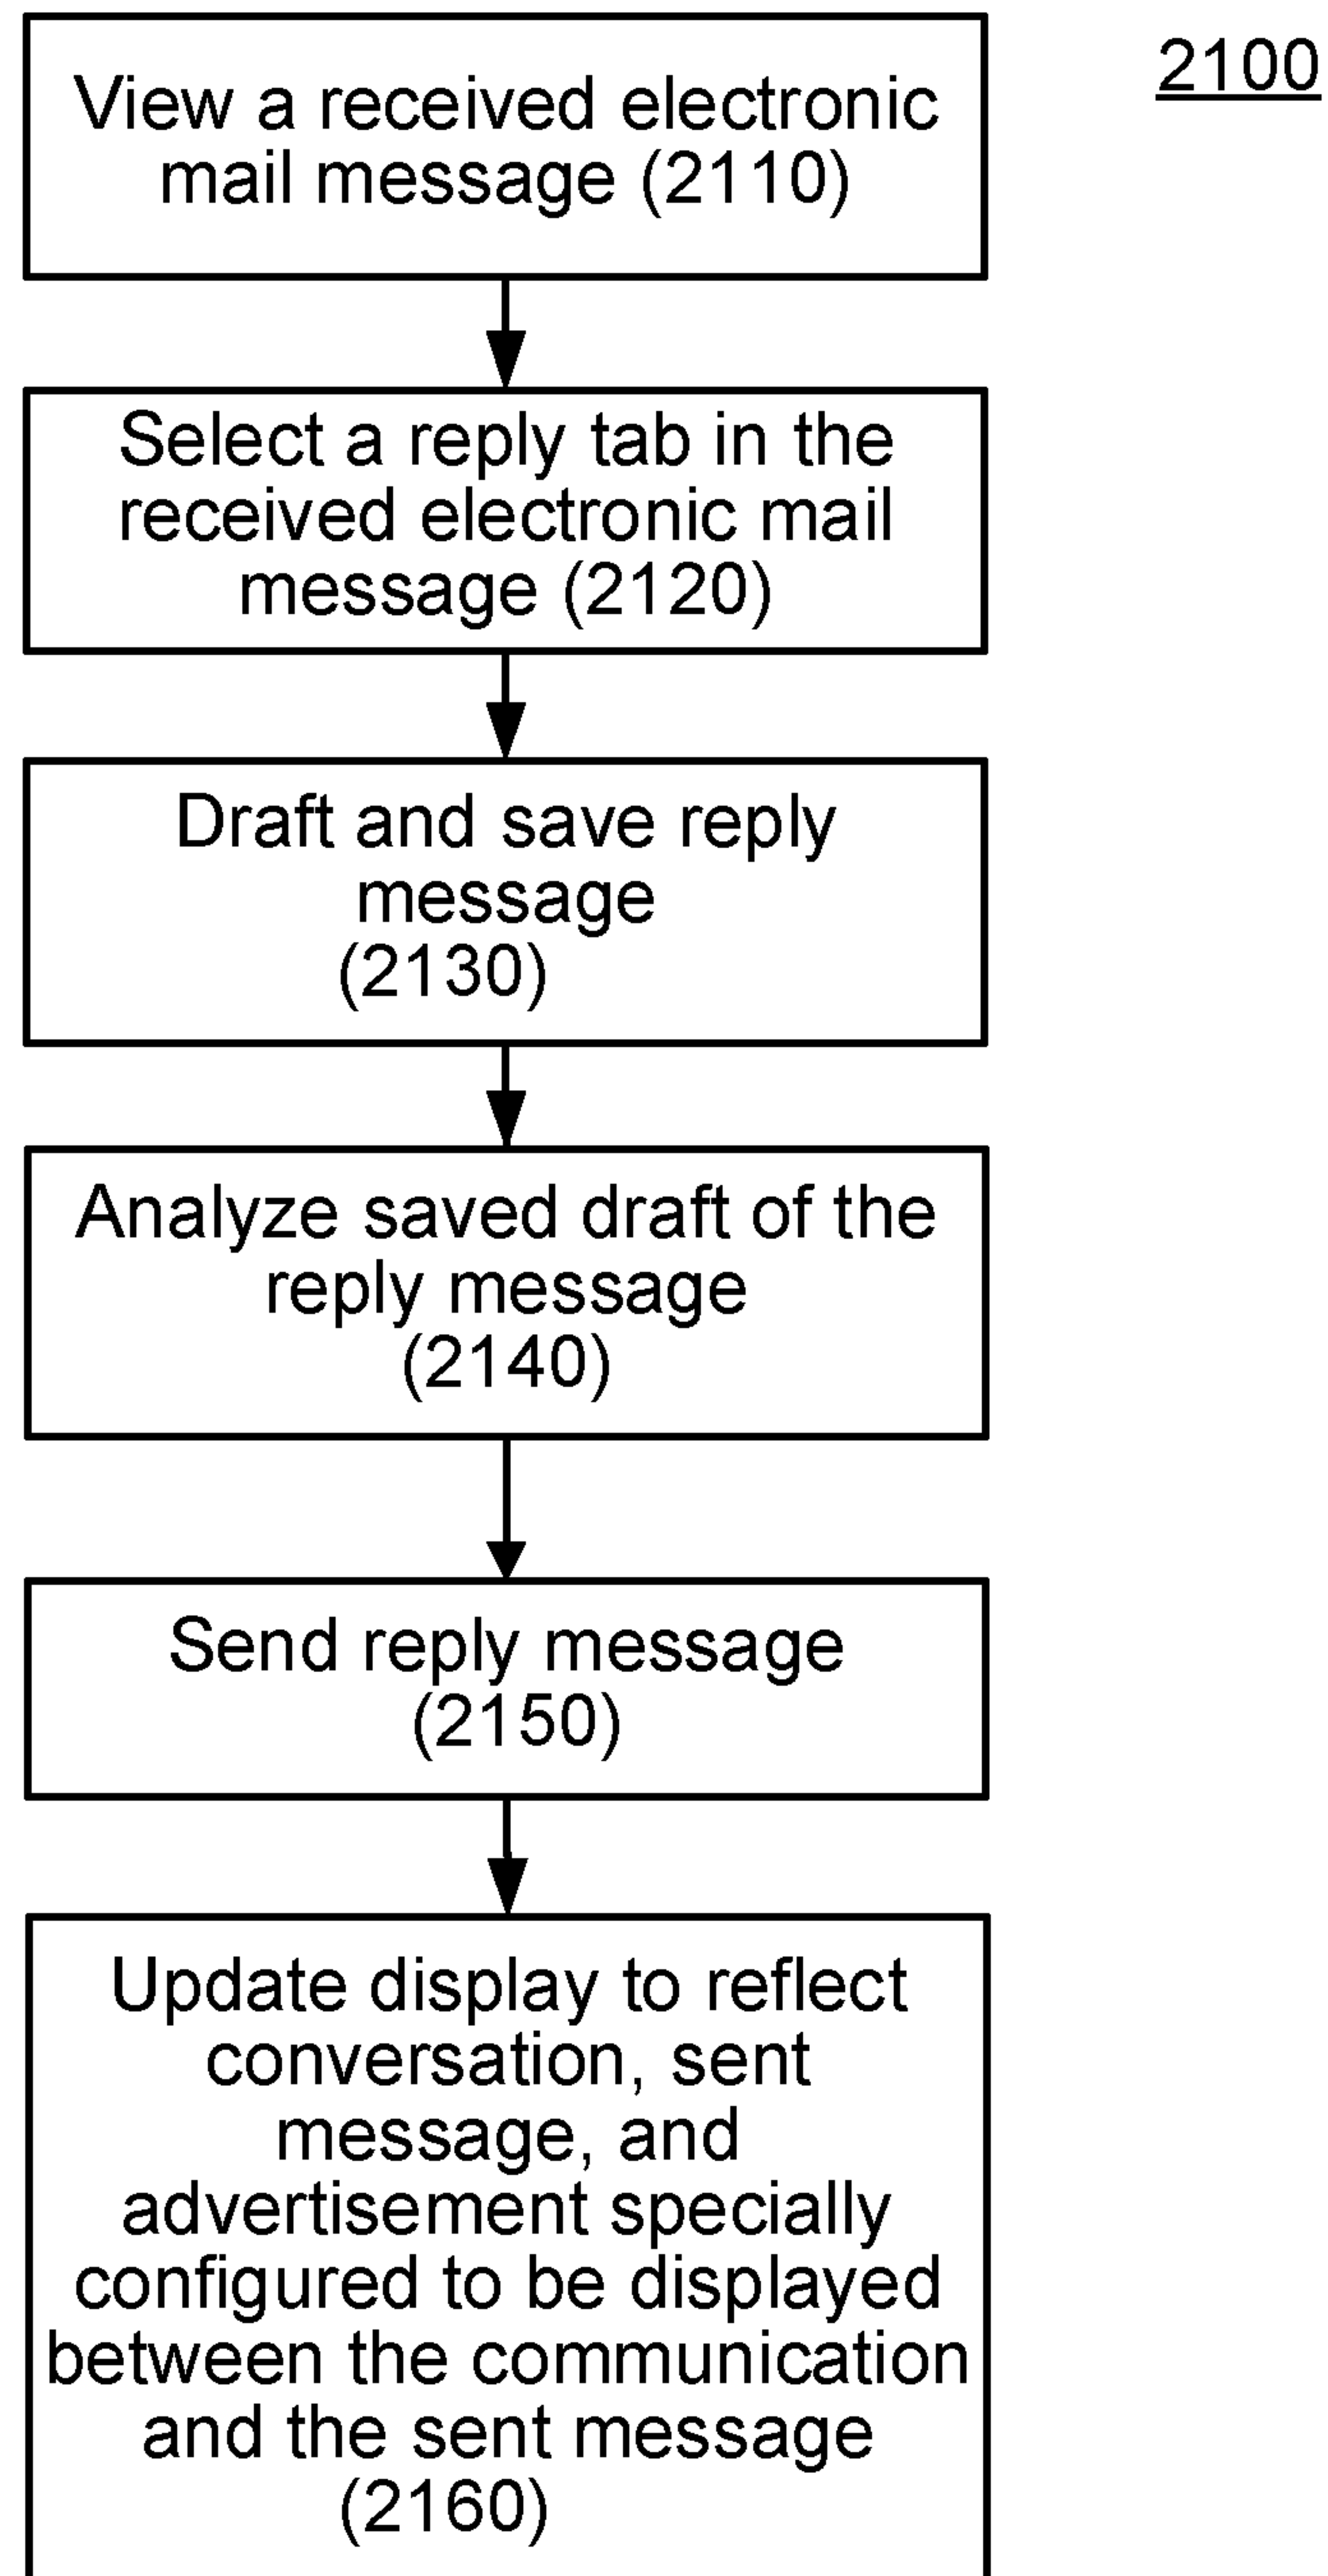 2100
View a received electronic
mail message (2110)
Select a reply tab in the
received electronic mail
message (2120)
Draft and save reply
message
(2130)
Analyze saved draft of the
reply message
(2140)
Send reply message
(2150)
Update display to reflect
conversation, sent
message, and
advertisement specially
configured to be displayed
between the communication
and the sent message
(2160)